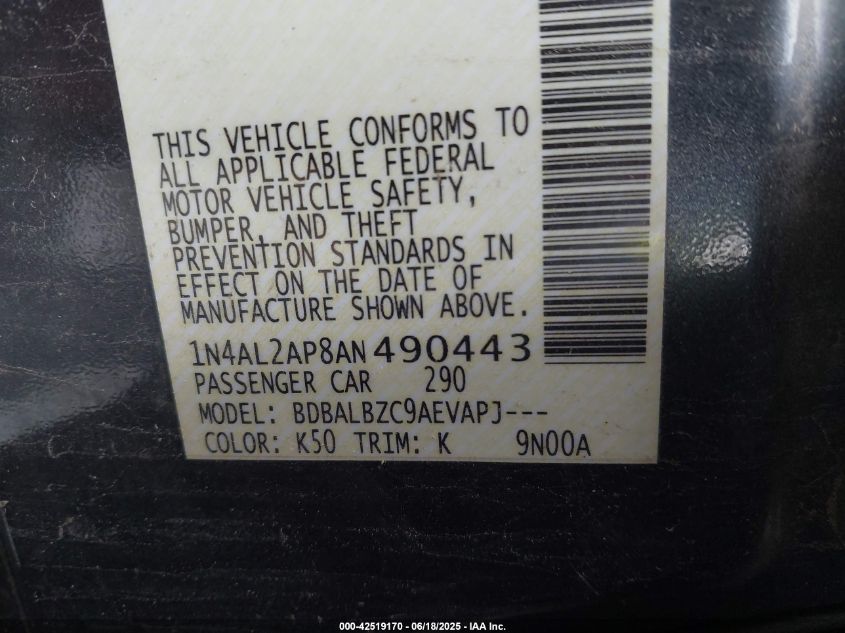 THIS VEHICLE CONFORMS TO
ALL APPLICABLE FEDERAL
MOTOR VEHICLE SAFETY,
BUMPER, AND THEFT
PREVENTION STANDARDS IN
EFFECT ON THE DATE OF
MANUFACTURE SHOWN ABOVE.
1N4AL2AP8AN490443
PASSENGER CAR 290
MODEL: BDBALBZC9AEVAPJ---
COLOR: K50 TRIM: K 9N00A
000-42519170 - 06/18/2025 - IAA Inc.